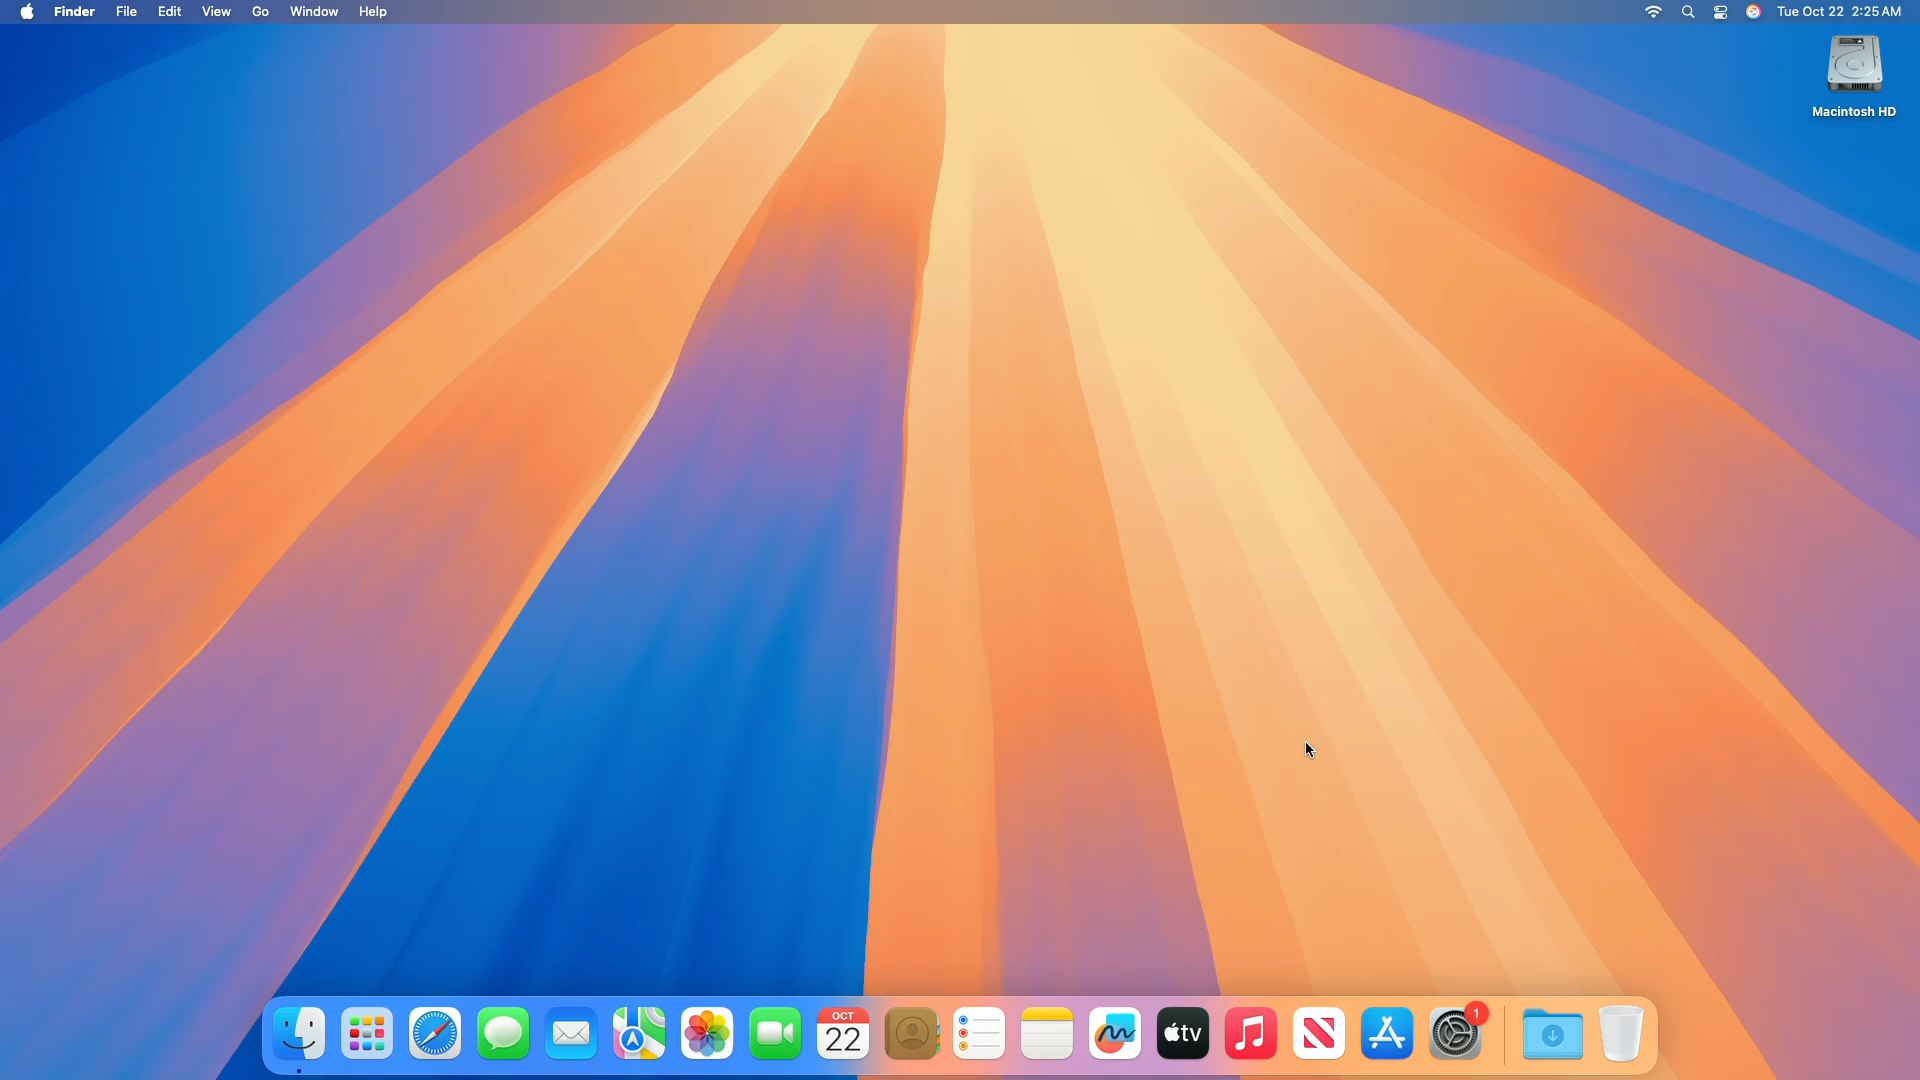 Finder File Edit View Go Window Help Tue Oct 22 2:25 AM
Macintosh HD
OCT
22
tv
1